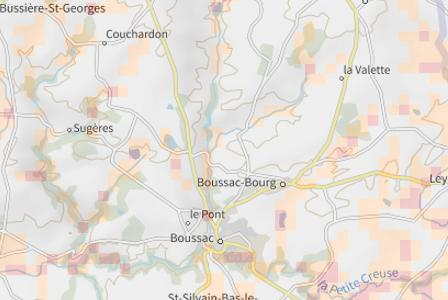 Bussière-St-Georges
Couchardon
la Valette
Sugères
Boussac-Bourg
Ley
le Pont
Boussac
Petite Creuse
St-Silvain-Bas-le-